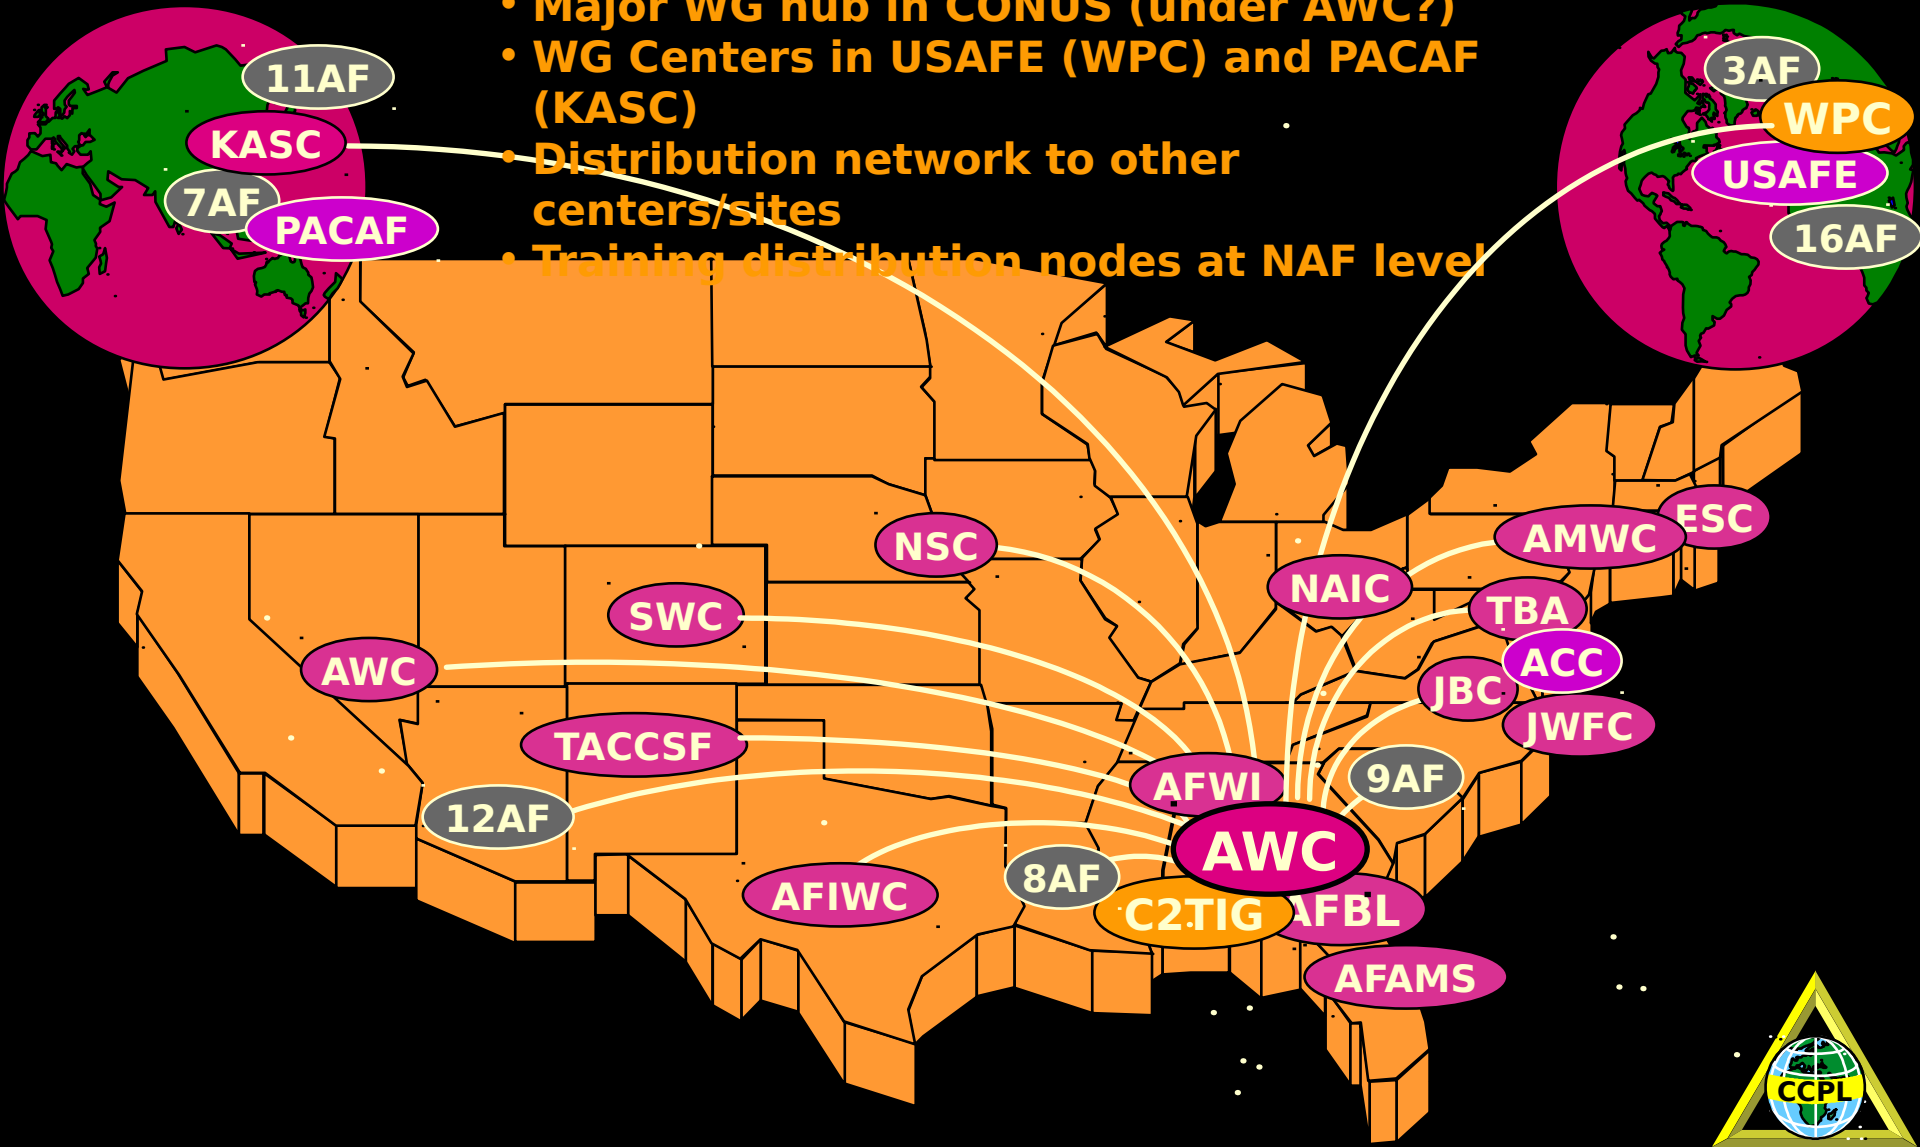 • Major WG hub in CONUS (under AWC?)
• WG Centers in USAFE (WPC) and PACAF
(KASC)
• Distribution network to other
centers/sites
• Training distribution nodes at NAF level
11AF
KASC
7AF
PACAF
3AF
WPC
USAFE
16AF
NSC
ESC
AMWC
NAIC
SWC
TBA
AWC
ACC
JBC
JWFC
TACCSF
AFWI
9AF
12AF
AWC
8AF
AFIWC
C2TIG
AFBL
AFAMS
CCPL